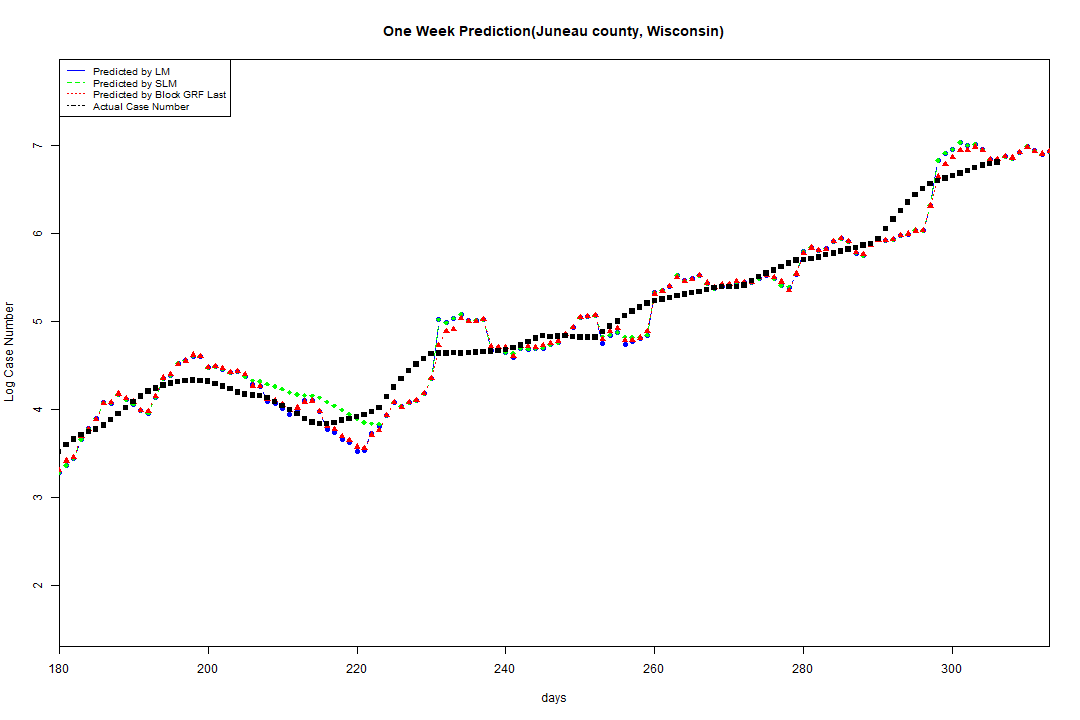 One Week Prediction(Juneau county, Wisconsin)
Predicted by LM
Predicted by SLM
Predicted by Block GRF Last
Actual Case Number
Log Case Number
7
6
5
4
3
2
180 200 220 240 260 280 300
days